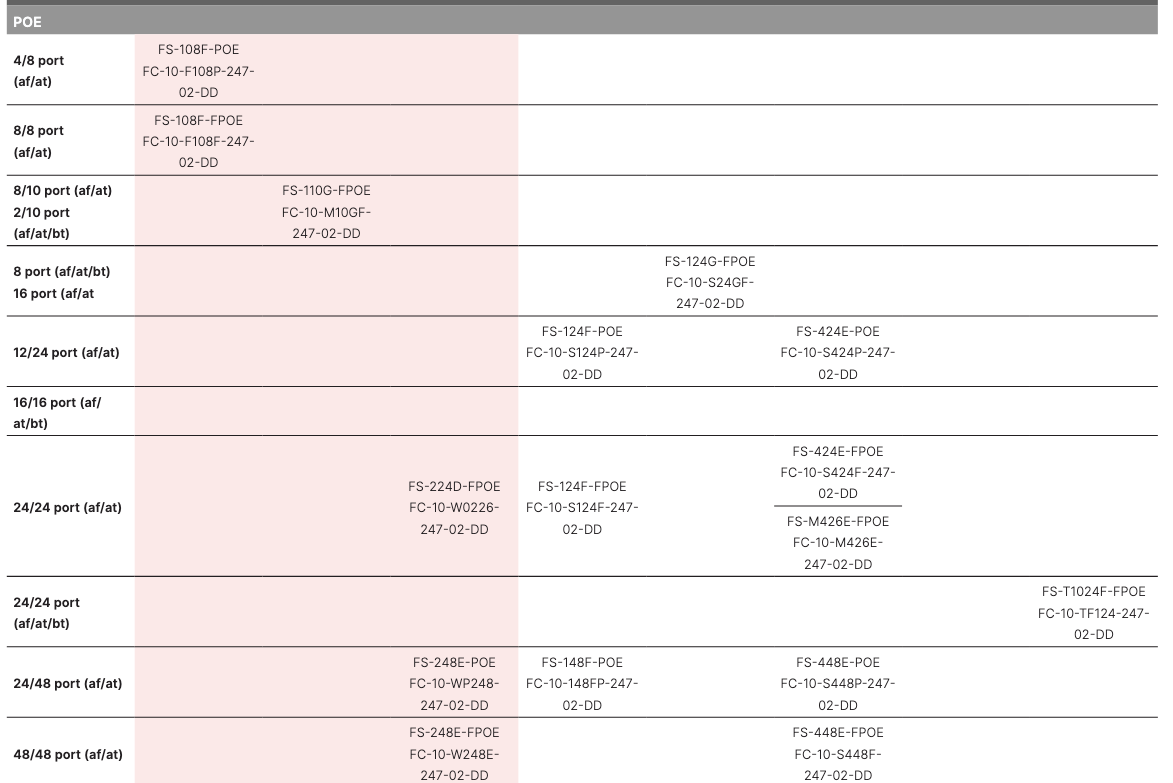 POE
4/8 port
(af/at)
FS-108F-POE
FC-10-F108P-247-
02-DD
8/8 port
(af/at)
FS-108F-FPOE
FC-10-F108F-247-
02-DD
8/10 port (af/at)
2/10 port
(af/at/bt)
FS-110G-FPOE
FC-10-M10GF-
247-02-DD
8 port (af/at/bt)
16 port (af/at
FS-124G-FPOE
FC-10-S24GF-
247-02-DD
12/24 port (af/at)
FS-124F-POE
FC-10-S124P-247-
02-DD
FS-424E-POE
FC-10-S424P-247-
02-DD
16/16 port (af/
at/bt)
24/24 port (af/at)
FS-224D-FPOE
FC-10-W0226-
247-02-DD
FS-124F-FPOE
FC-10-S124F-247-
02-DD
FS-424E-FPOE
FC-10-S424F-247-
02-DD
FS-M426E-FPOE
FC-10-M426E-
247-02-DD
24/24 port
(af/at/bt)
FS-T1024F-FPOE
FC-10-TF124-247-
02-DD
24/48 port (af/at)
FS-248E-POE
FC-10-WP248-
247-02-DD
FS-148F-POE
FC-10-148FP-247-
02-DD
FS-448E-POE
FC-10-S448P-247-
02-DD
48/48 port (af/at)
FS-248E-FPOE
FC-10-W248E-
247-02-DD
FS-448E-FPOE
FC-10-S448F-
247-02-DD